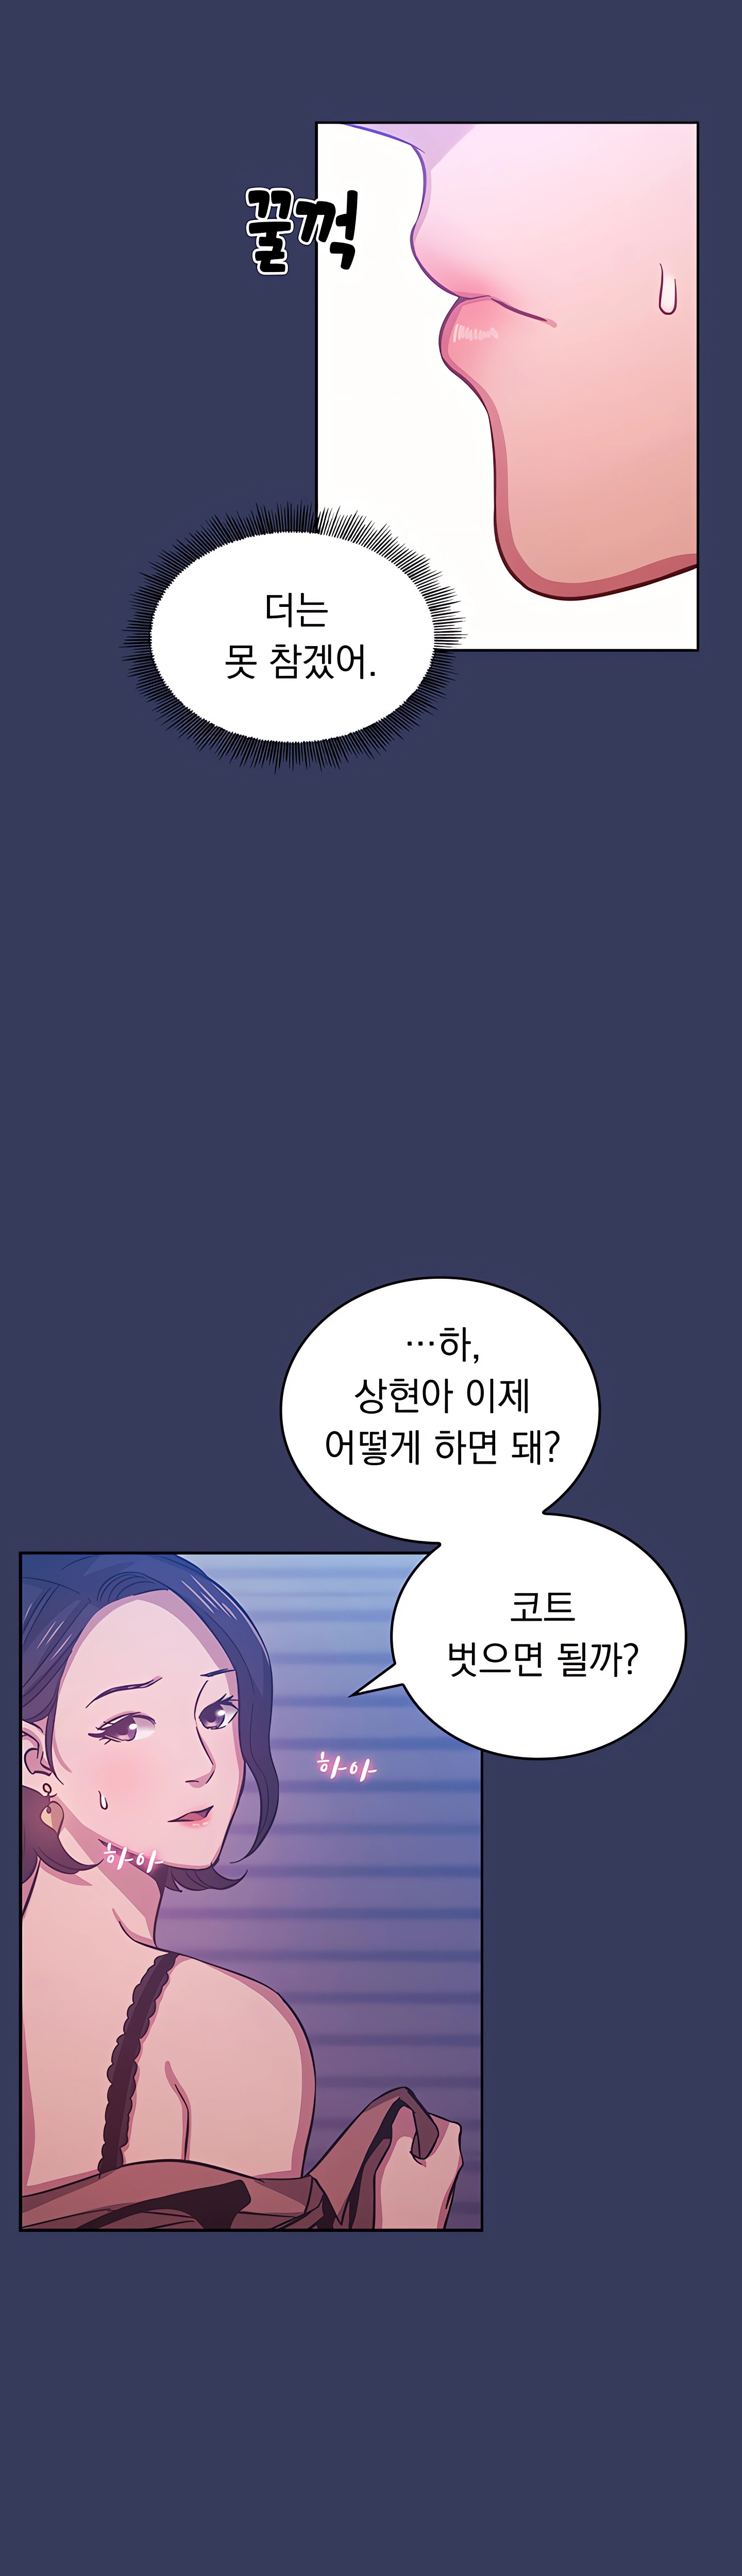 꿀꺽
더는
못 참겠어.
…하,
상현아 이제
어떻게 하면 돼?
코트
벗으면 될까?
하아
하아